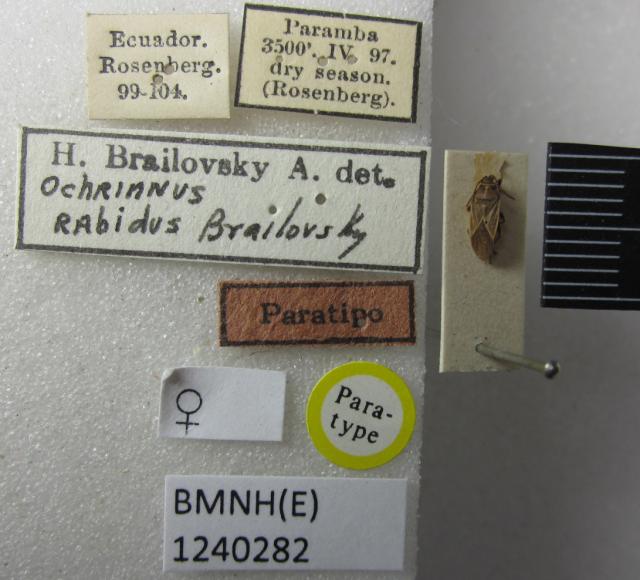 Ecuador.
Rosenberg.
99-104.
Paramba
3500'. IV. 97.
dry season.
(Rosenberg).
H. Brailovsky A. det.
OchRINNUS
RAbidus Brailovsky
Paratipo
♀
Para-
type
BMNH(E)
1240282